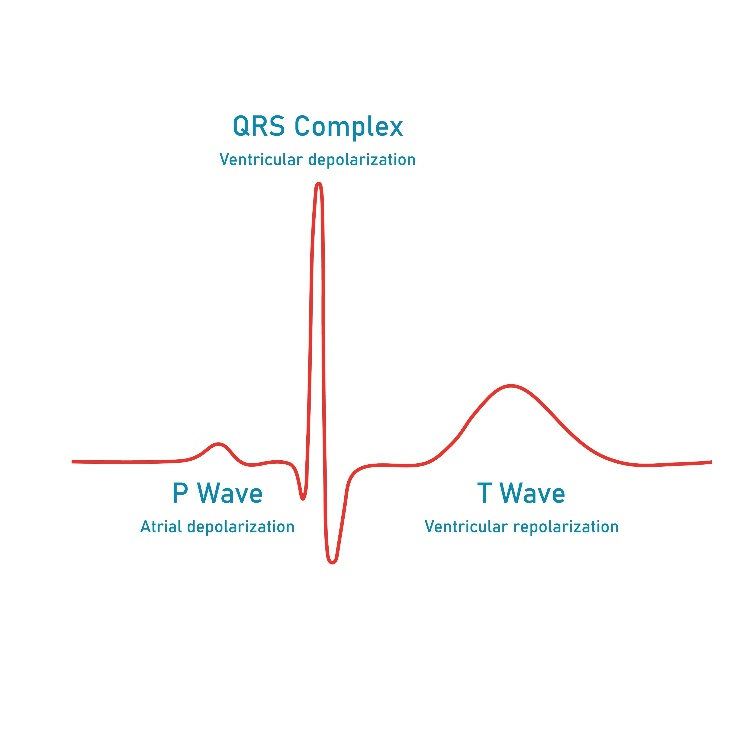 QRS Complex
Ventricular depolarization
P Wave
Atrial depolarization
T Wave
Ventricular repolarization